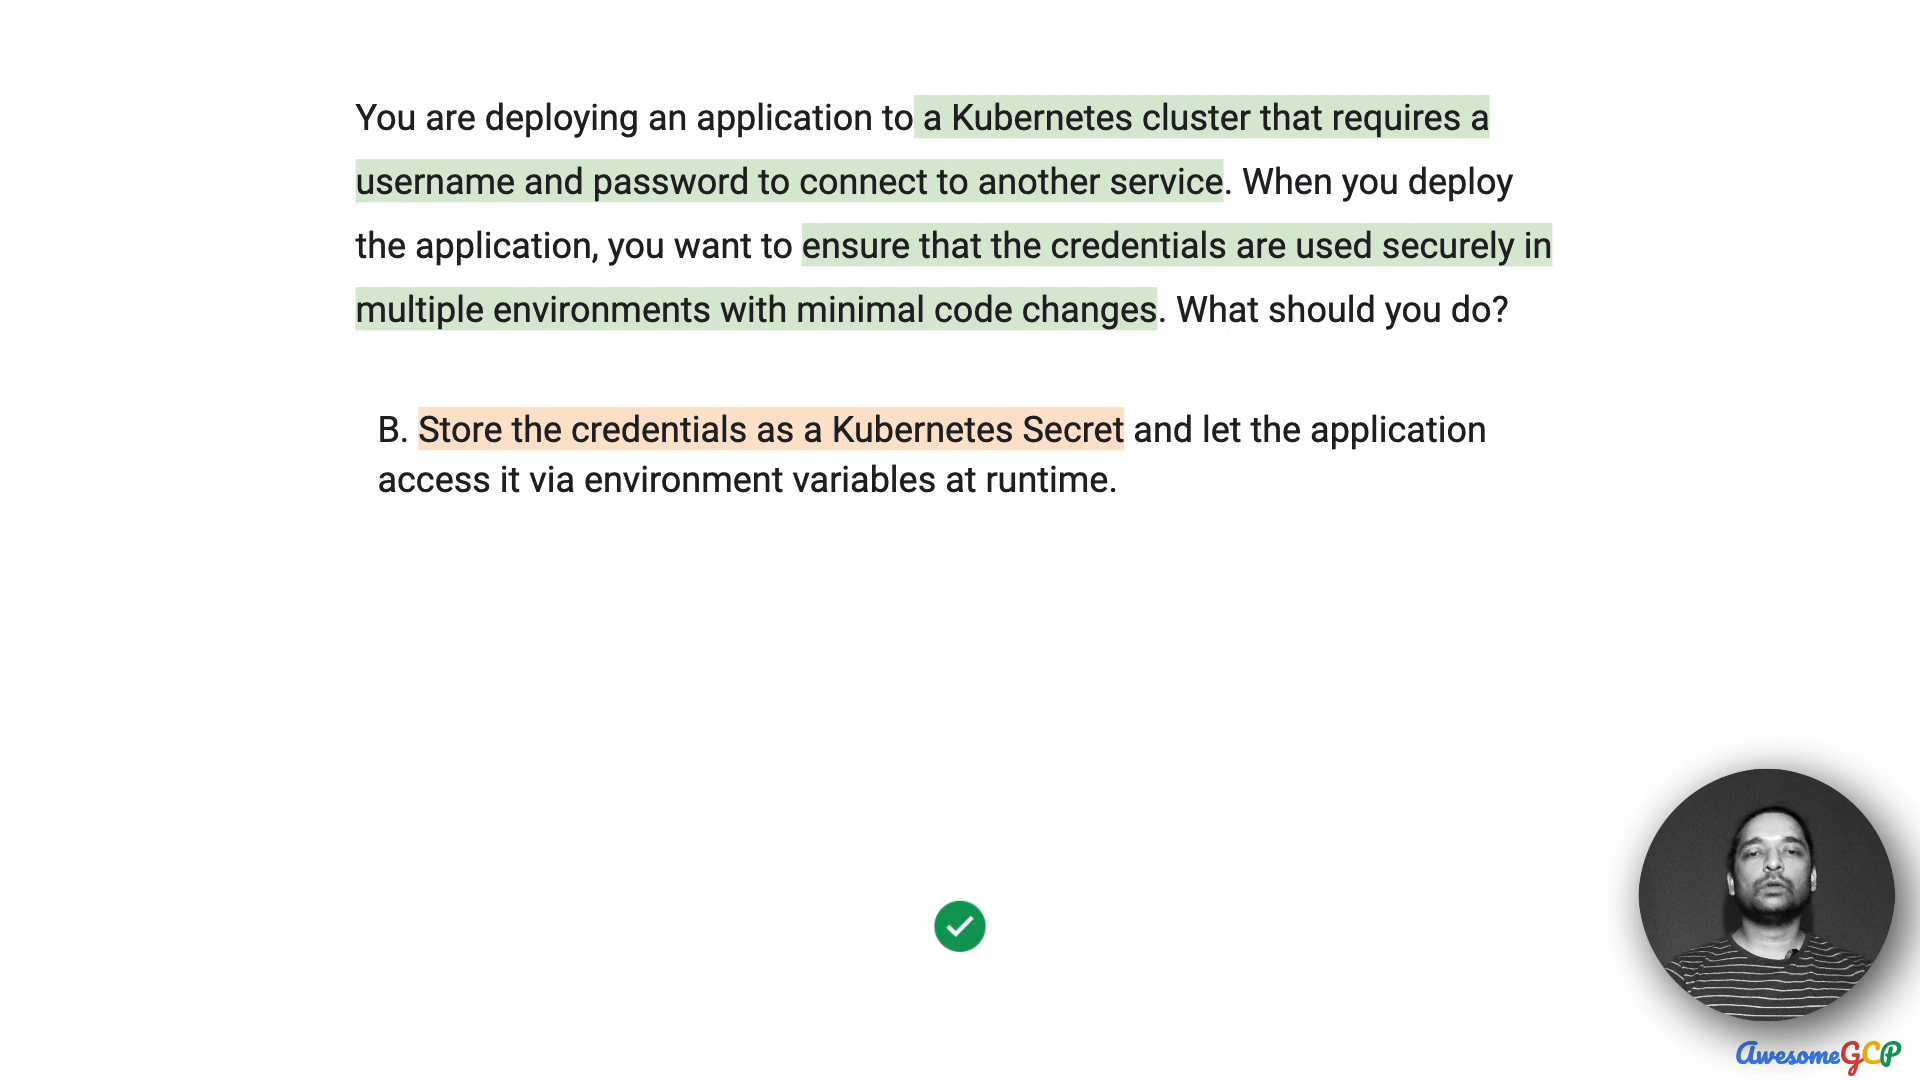 You are deploying an application to a Kubernetes cluster that requires a
username and password to connect to another service. When you deploy
the application, you want to ensure that the credentials are used securely in
multiple environments with minimal code changes. What should you do?
B. Store the credentials as a Kubernetes Secret and let the application
access it via environment variables at runtime.
AwesomeGCP